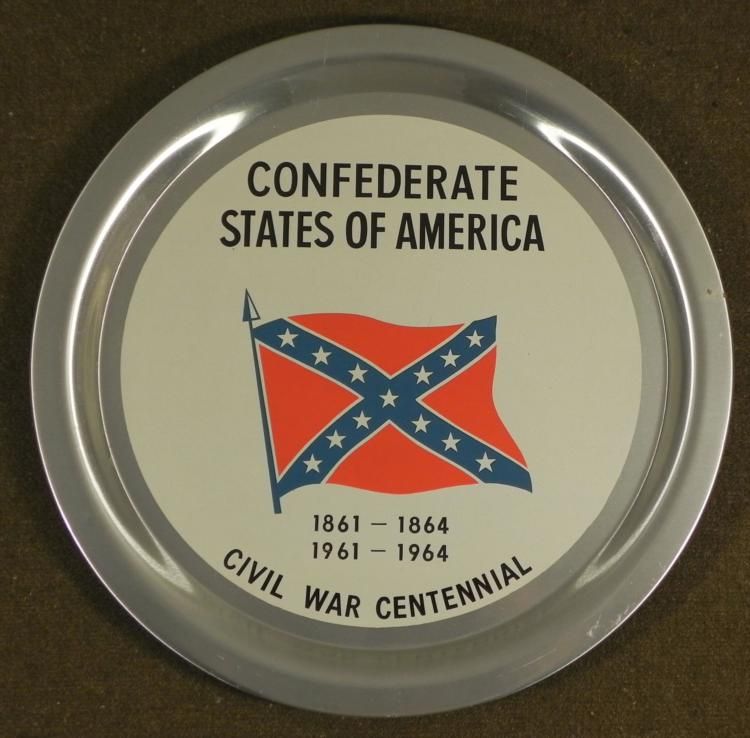 CONFEDERATE
STATES OF AMERICA
1861 – 1864
1961 – 1964
CIVIL WAR CENTENNIAL